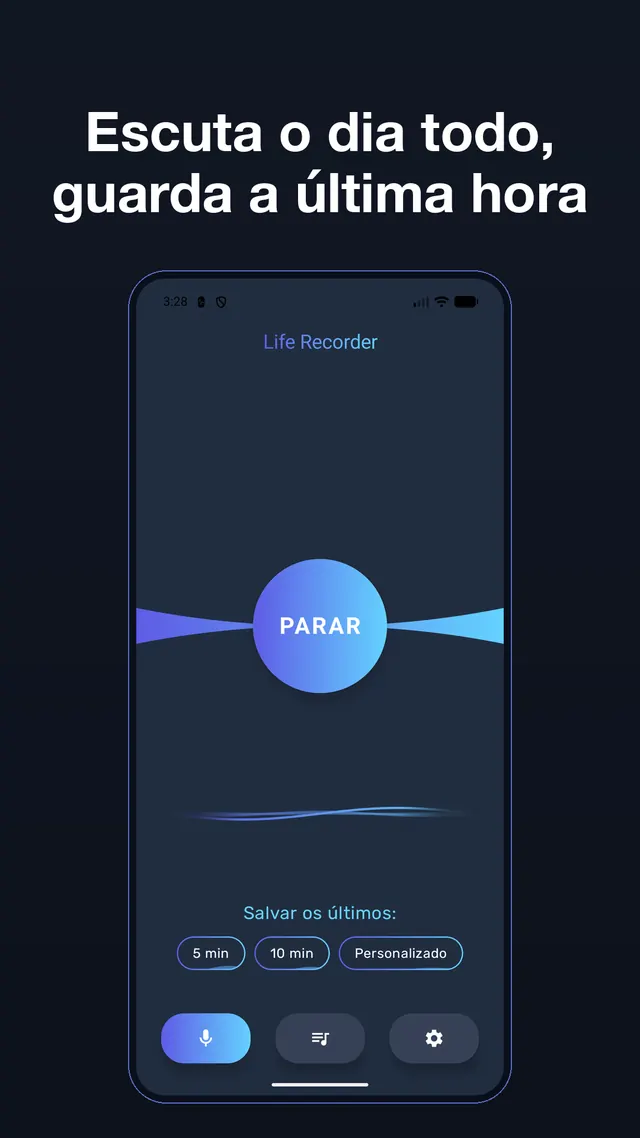 Escuta o dia todo,
guarda a última hora
3:28
Life Recorder
PARAR
Salvar os últimos:
5 min
10 min
Personalizado